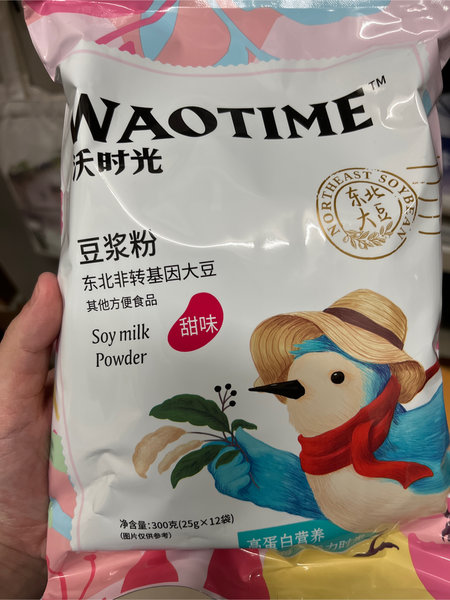 WAOTIME™
沃时光
NORTHEAST SOYBEAN
东北
大豆
豆浆粉
东北非转基因大豆
其他方便食品
Soy milk
Powder
甜味
净含量:300克(25g×12袋)
(图片仅供参考)
高蛋白营养